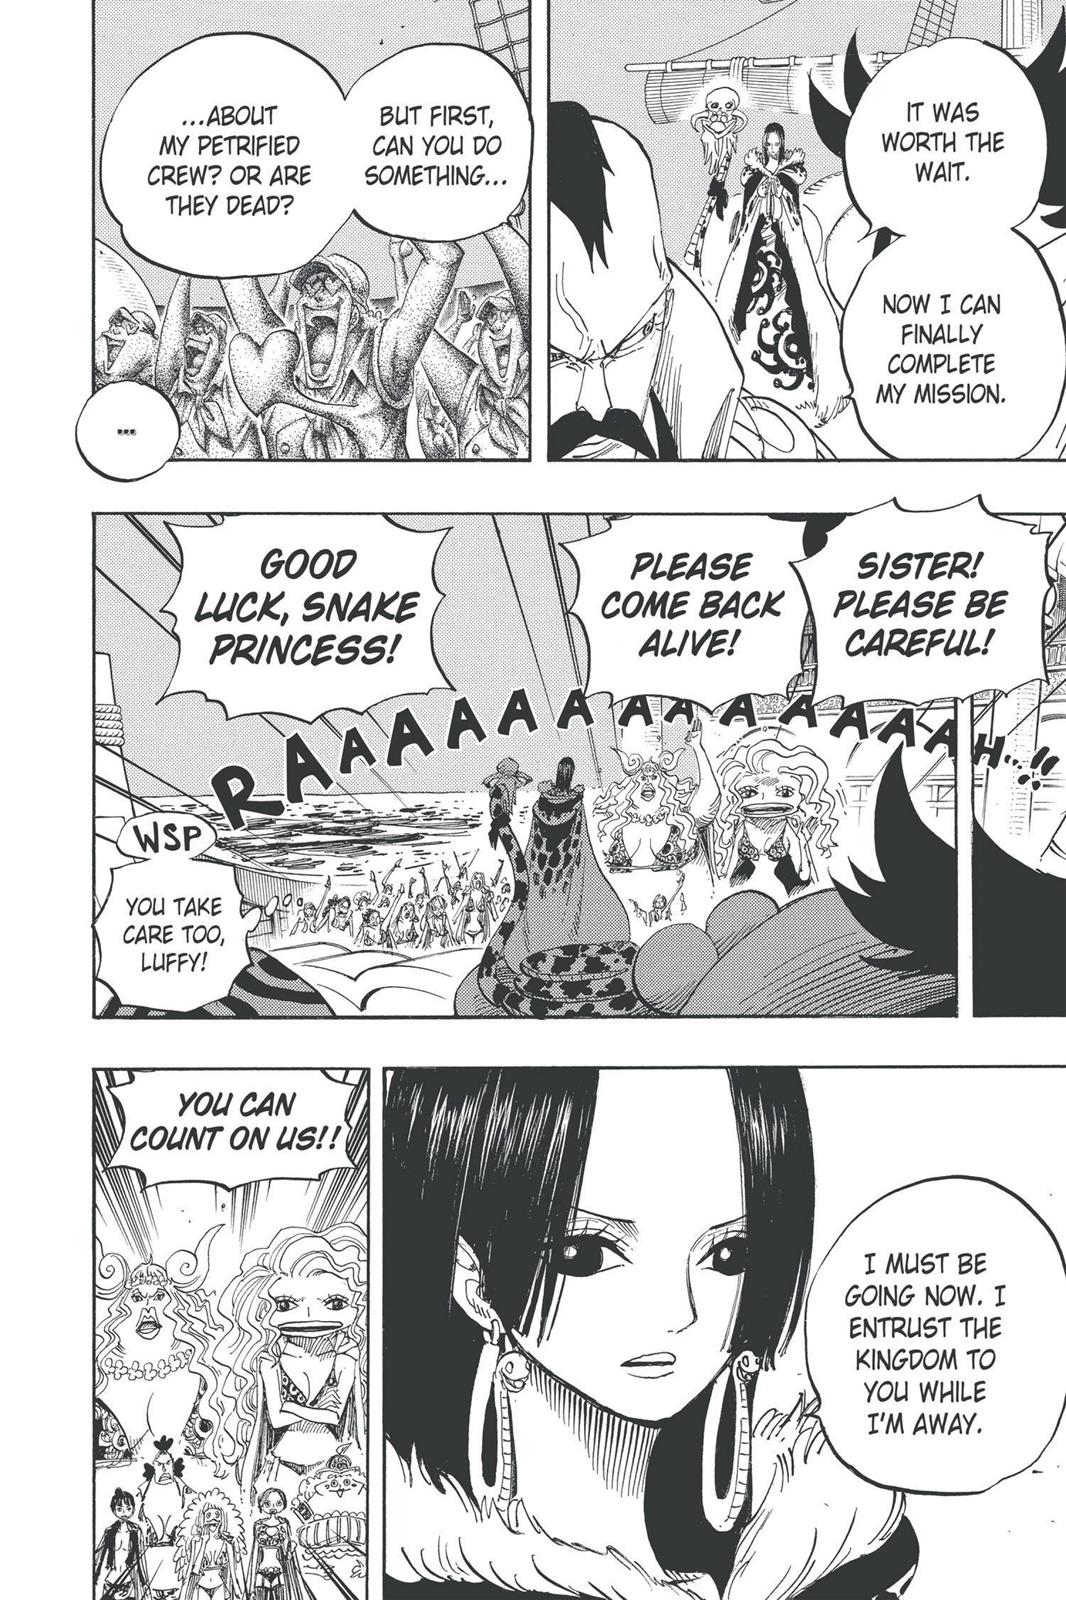 IT WAS
WORTH THE
WAIT.
NOW I CAN
FINALLY
COMPLETE
MY MISSION.
BUT FIRST,
CAN YOU DO
SOMETHING...
...ABOUT
MY PETRIFIED
CREW? OR ARE
THEY DEAD?
...
SISTER!
PLEASE BE
CAREFUL!
PLEASE
COME BACK
ALIVE!
GOOD
LUCK, SNAKE
PRINCESS!
RAAAAAAAAAAAAAH...!!
WSP
YOU TAKE
CARE TOO,
LUFFY!
I MUST BE
GOING NOW. I
ENTRUST THE
KINGDOM TO
YOU WHILE
I'M AWAY.
YOU CAN
COUNT ON US!!